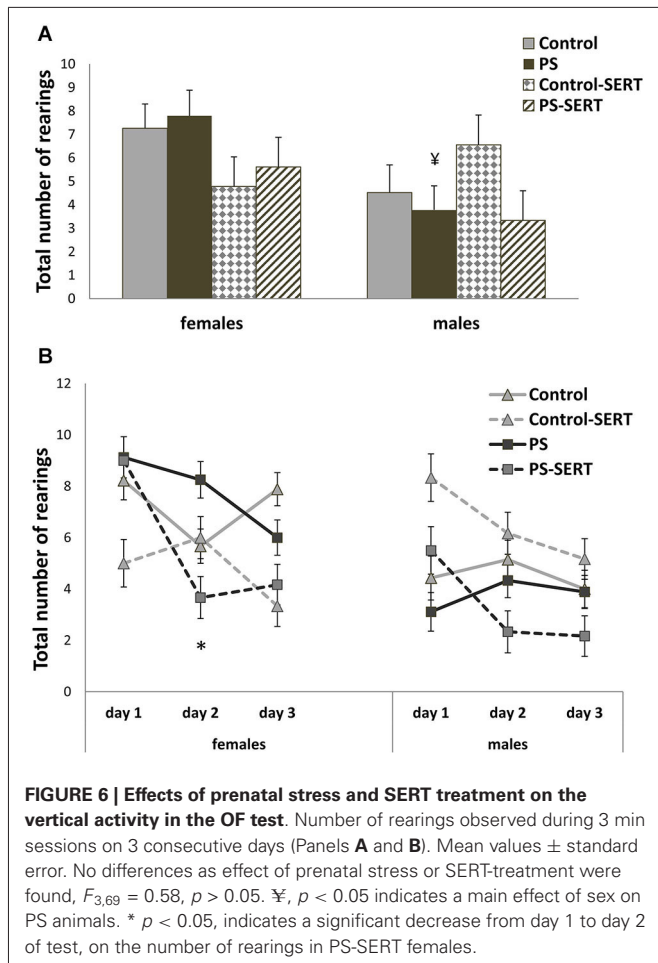 A
Control
PS
Control-SERT
PS-SERT
Total number of rearings
10
9
8
7
6
5
4
3
2
1
0
¥
females
males
B
Control
Control-SERT
PS
PS-SERT
Total number of rearings
12
10
8
6
4
2
0
*
day 1
day 2
day 3
day 1
day 2
day 3
females
males
FIGURE 6 | Effects of prenatal stress and SERT treatment on the
vertical activity in the OF test. Number of rearings observed during 3 min
sessions on 3 consecutive days (Panels A and B). Mean values ± standard
error. No differences as effect of prenatal stress or SERT-treatment were
found, F3,69 = 0.58, p > 0.05. ¥, p < 0.05 indicates a main effect of sex on
PS animals. * p < 0.05, indicates a significant decrease from day 1 to day 2
of test, on the number of rearings in PS-SERT females.